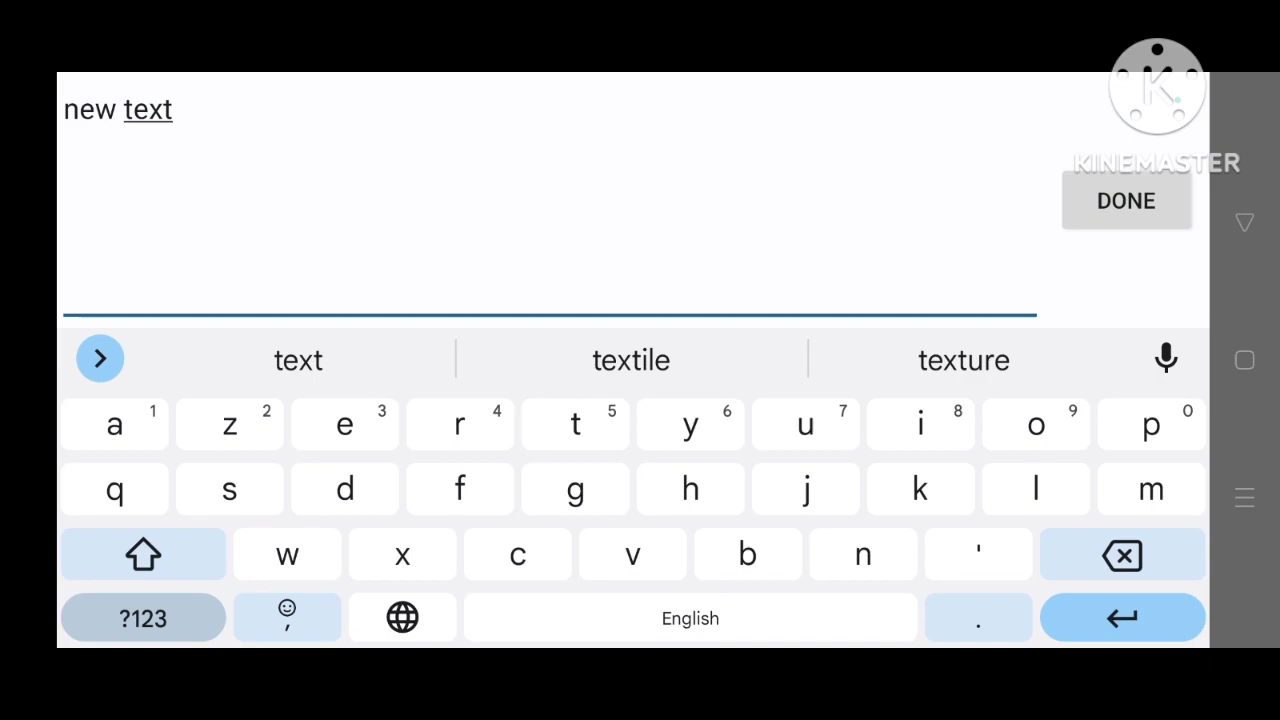 new text
K
KINEMASTER
DONE
text textile texture
a 1 z 2 e 3 r 4 t 5 y 6 u 7 i 8 o 9 p 0
q s d f g h j k l m
w x c v b n '
?123 , English .